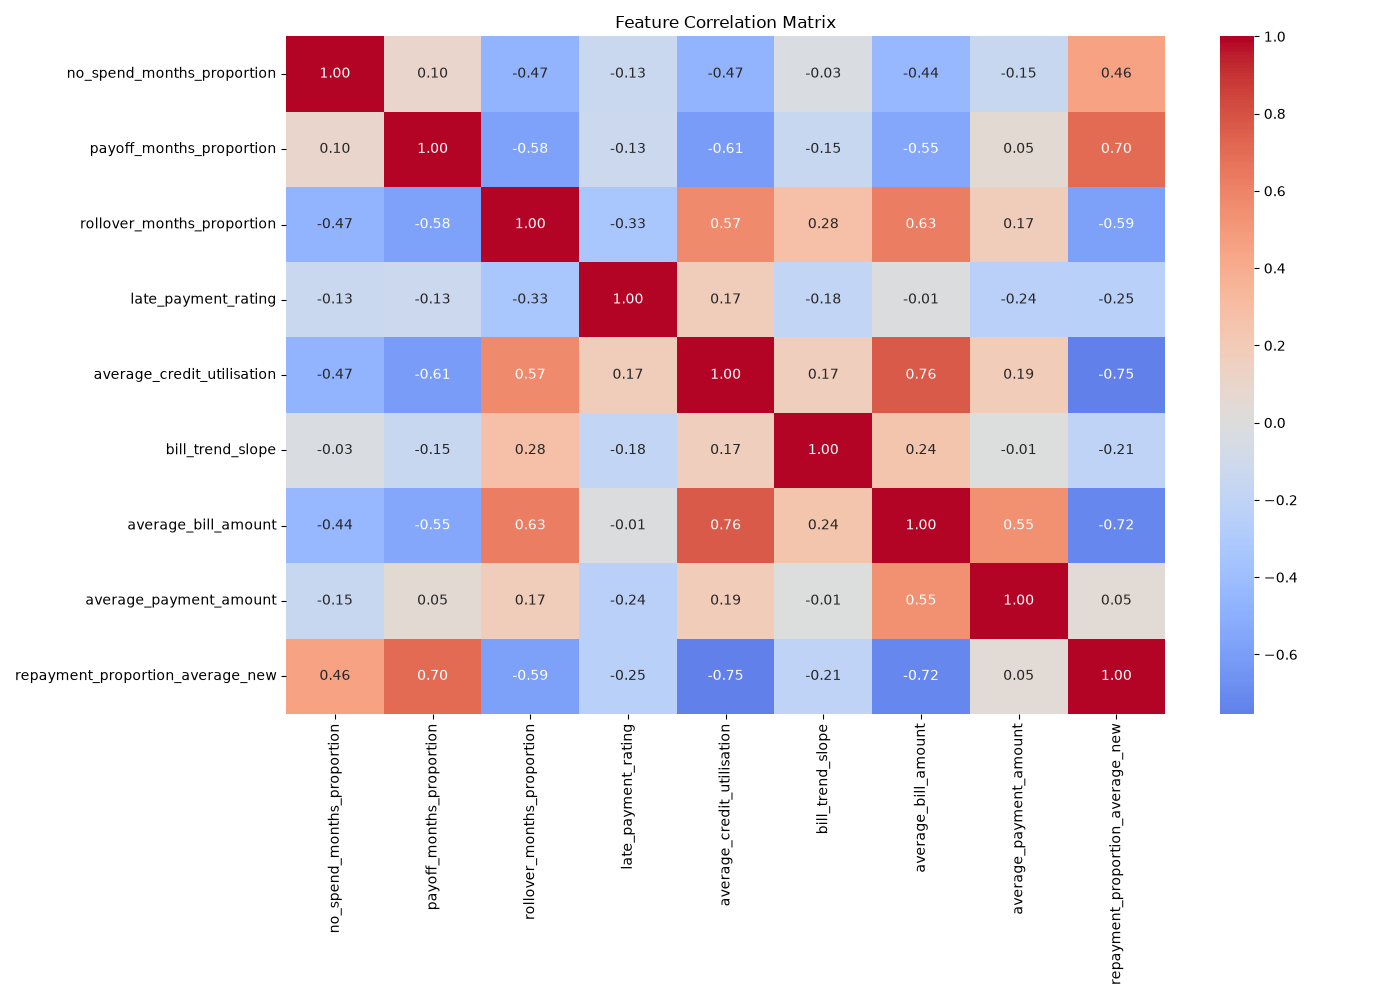 Feature Correlation Matrix
no_spend_months_proportion 1.00 0.10 -0.47 -0.13 -0.47 -0.03 -0.44 -0.15 0.46
payoff_months_proportion 0.10 1.00 -0.58 -0.13 -0.61 -0.15 -0.55 0.05 0.70
rollover_months_proportion -0.47 -0.58 1.00 -0.33 0.57 0.28 0.63 0.17 -0.59
late_payment_rating -0.13 -0.13 -0.33 1.00 0.17 -0.18 -0.01 -0.24 -0.25
average_credit_utilisation -0.47 -0.61 0.57 0.17 1.00 0.17 0.76 0.19 -0.75
bill_trend_slope -0.03 -0.15 0.28 -0.18 0.17 1.00 0.24 -0.01 -0.21
average_bill_amount -0.44 -0.55 0.63 -0.01 0.76 0.24 1.00 0.55 -0.72
average_payment_amount -0.15 0.05 0.17 -0.24 0.19 -0.01 0.55 1.00 0.05
repayment_proportion_average_new 0.46 0.70 -0.59 -0.25 -0.75 -0.21 -0.72 0.05 1.00
no_spend_months_proportion
payoff_months_proportion
rollover_months_proportion
late_payment_rating
average_credit_utilisation
bill_trend_slope
average_bill_amount
average_payment_amount
repayment_proportion_average_new
1.0
0.8
0.6
0.4
0.2
0.0
−0.2
−0.4
−0.6